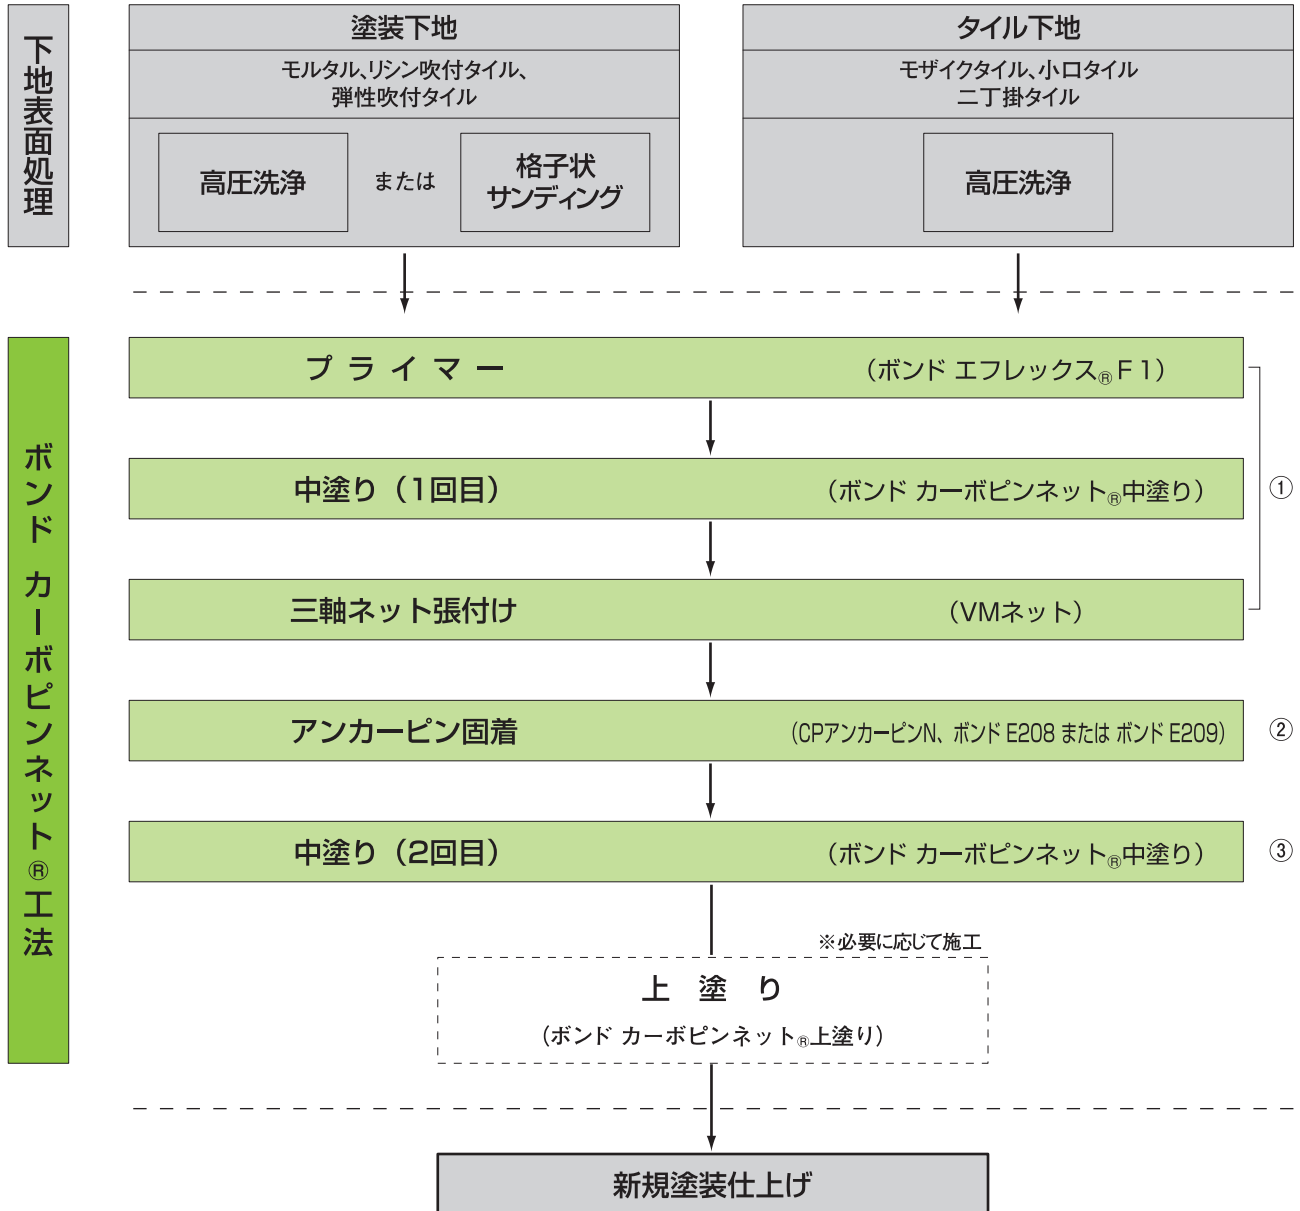 下地表面処理
塗装下地
モルタル、リシン吹付タイル、
弾性吹付タイル
高圧洗浄
または
格子状
サンディング
タイル下地
モザイクタイル、小口タイル
二丁掛タイル
高圧洗浄
ボンド カーボピンネット®工法
プライマー
(ボンド エフレックス®F1)
中塗り(1回目)
(ボンド カーボピンネット®中塗り)
①
三軸ネット張付け
(VMネット)
アンカーピン固着
(CPアンカーピンN、ボンド E208 または ボンド E209)
②
中塗り(2回目)
(ボンド カーボピンネット®中塗り)
③
※必要に応じて施工
上塗り
(ボンド カーボピンネット®上塗り)
新規塗装仕上げ